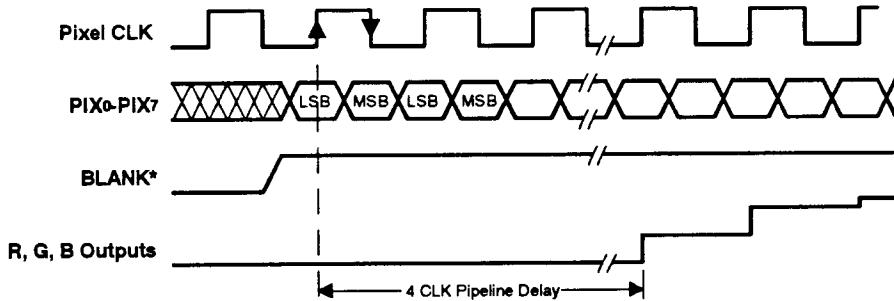 Pixel CLK
PIX0-PIX7
LSB MSB LSB MSB
BLANK*
R, G, B Outputs
4 CLK Pipeline Delay